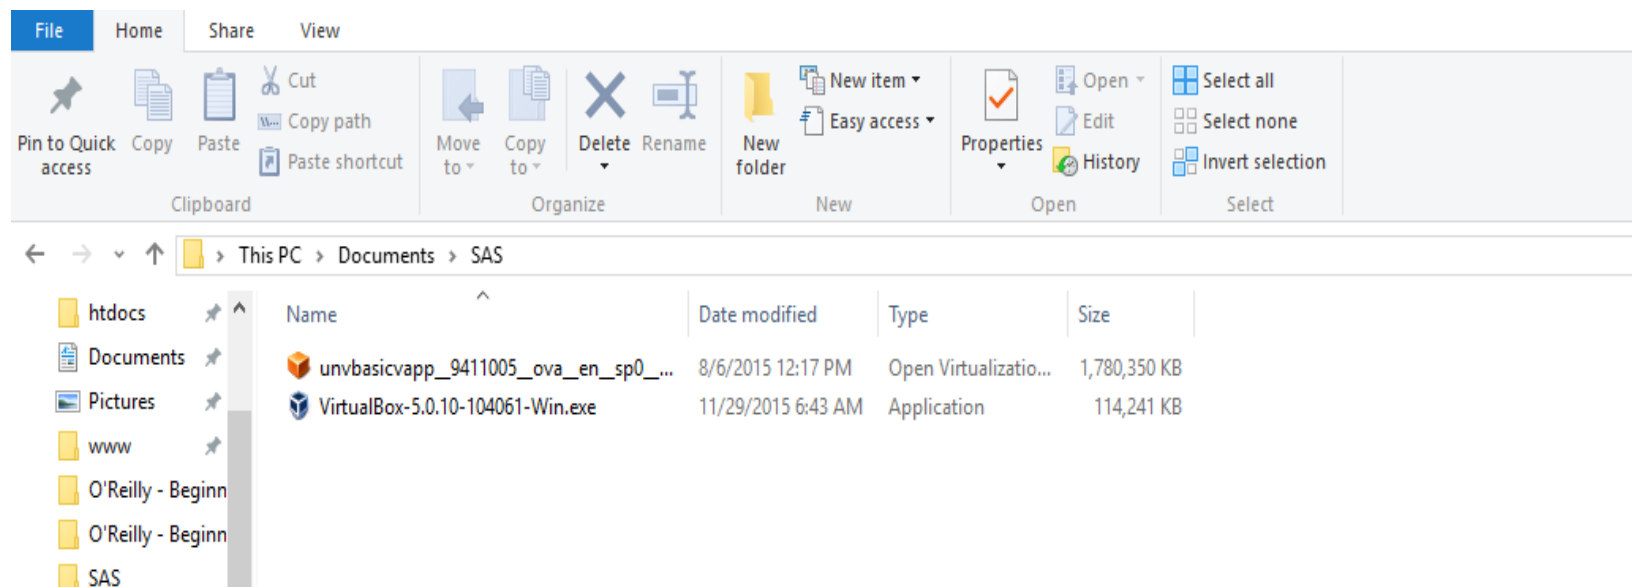 File Home Share View
Cut
New item
Open
Select all
Copy path
Easy access
Edit
Select none
Pin to Quick access
Copy
Paste
Paste shortcut
Move to
Copy to
Delete
Rename
New folder
Properties
History
Invert selection
Clipboard Organize New Open Select
This PC > Documents > SAS
htdocs
Name Date modified Type Size
Documents
unvbasicvapp_9411005_ova_en_sp0_... 8/6/2015 12:17 PM Open Virtualizatio... 1,780,350 KB
Pictures
VirtualBox-5.0.10-104061-Win.exe 11/29/2015 6:43 AM Application 114,241 KB
www
O'Reilly - Beginn
O'Reilly - Beginn
SAS